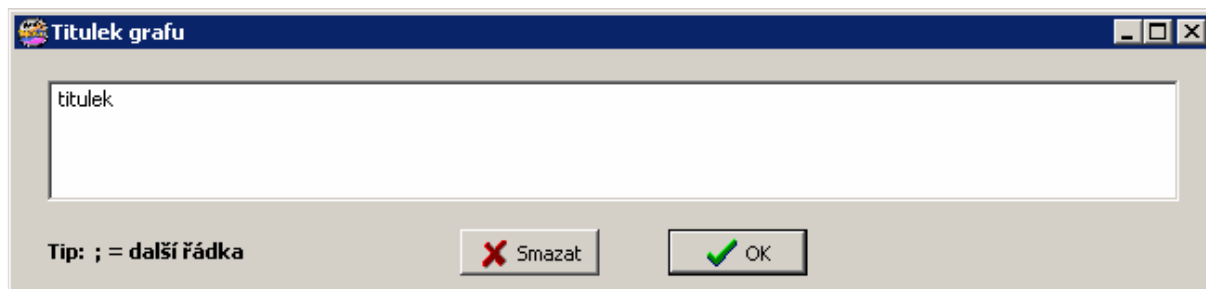 Titulek grafu
titulek
Tip: ; = další řádka
Smazat
OK